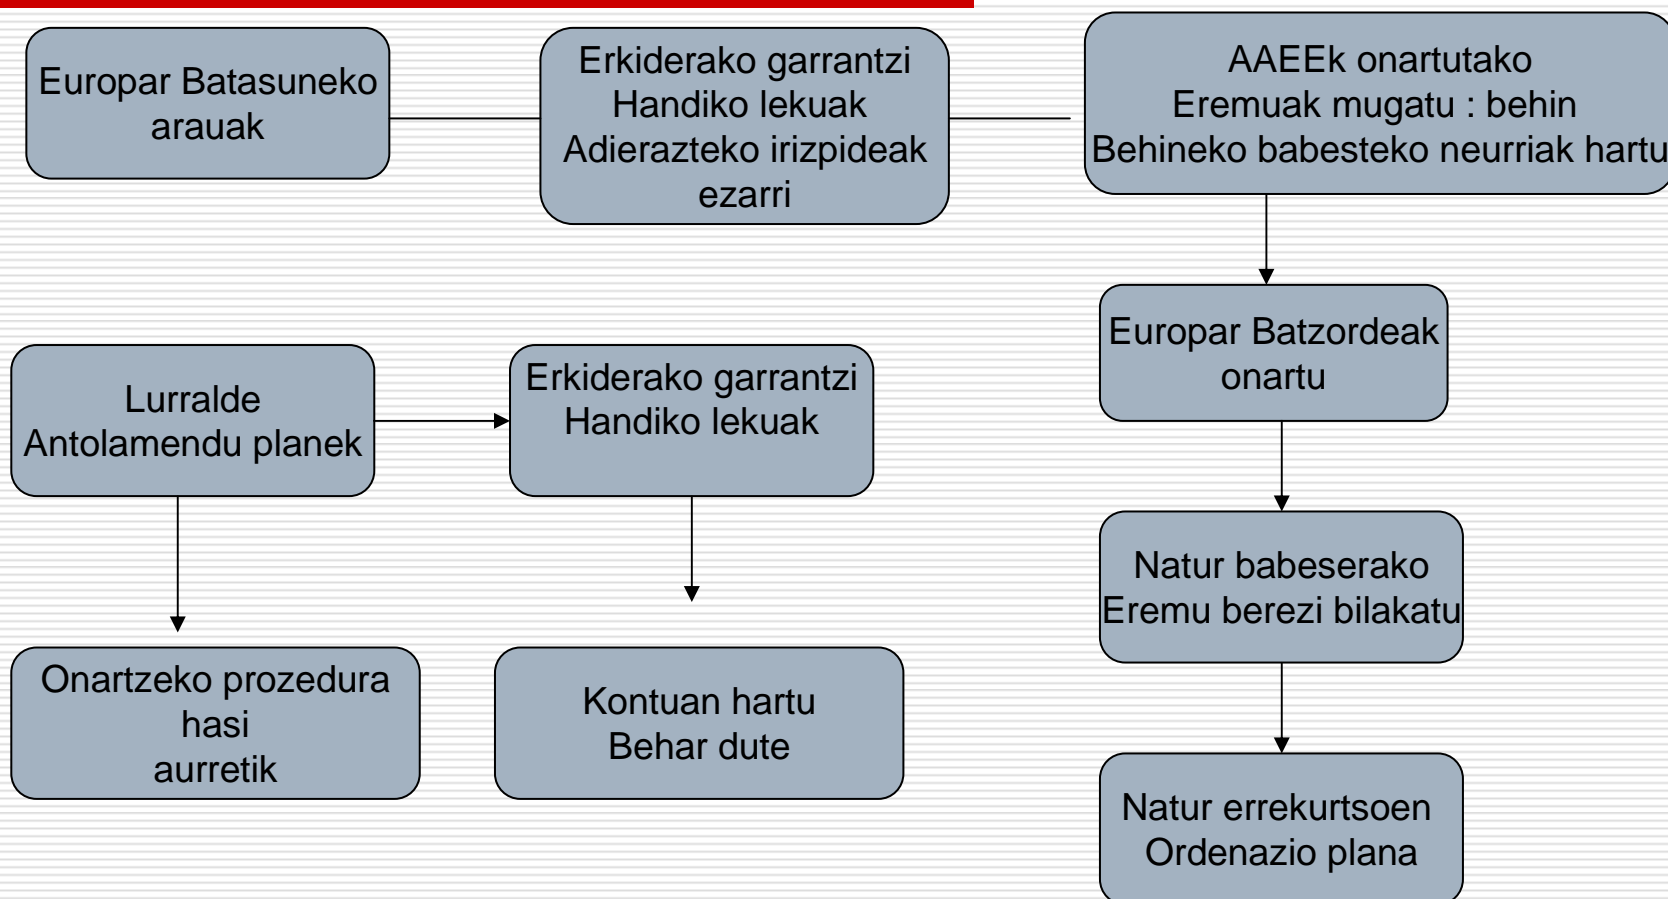 Europar Batasuneko
arauak
Erkiderako garrantzi
Handiko lekuak
Adierazteko irizpideak
ezarri
AAEEk onartutako
Eremuak mugatu : behin
Behineko babesteko neurriak hartu
Europar Batzordeak
onartu
Lurralde
Antolamendu planek
Erkiderako garrantzi
Handiko lekuak
Natur babeserako
Eremu berezi bilakatu
Onartzeko prozedura
hasi
aurretik
Kontuan hartu
Behar dute
Natur errekurtsoen
Ordenazio plana